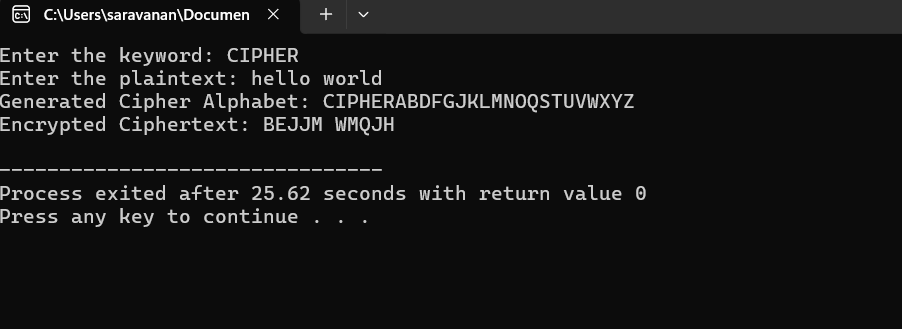 C:\Users\saravanan\Documen
Enter the keyword: CIPHER
Enter the plaintext: hello world
Generated Cipher Alphabet: CIPHERABDFGJKLMNOQSTUVWXYZ
Encrypted Ciphertext: BEJJM WMQJH
--------------------------------
Process exited after 25.62 seconds with return value 0
Press any key to continue . . .